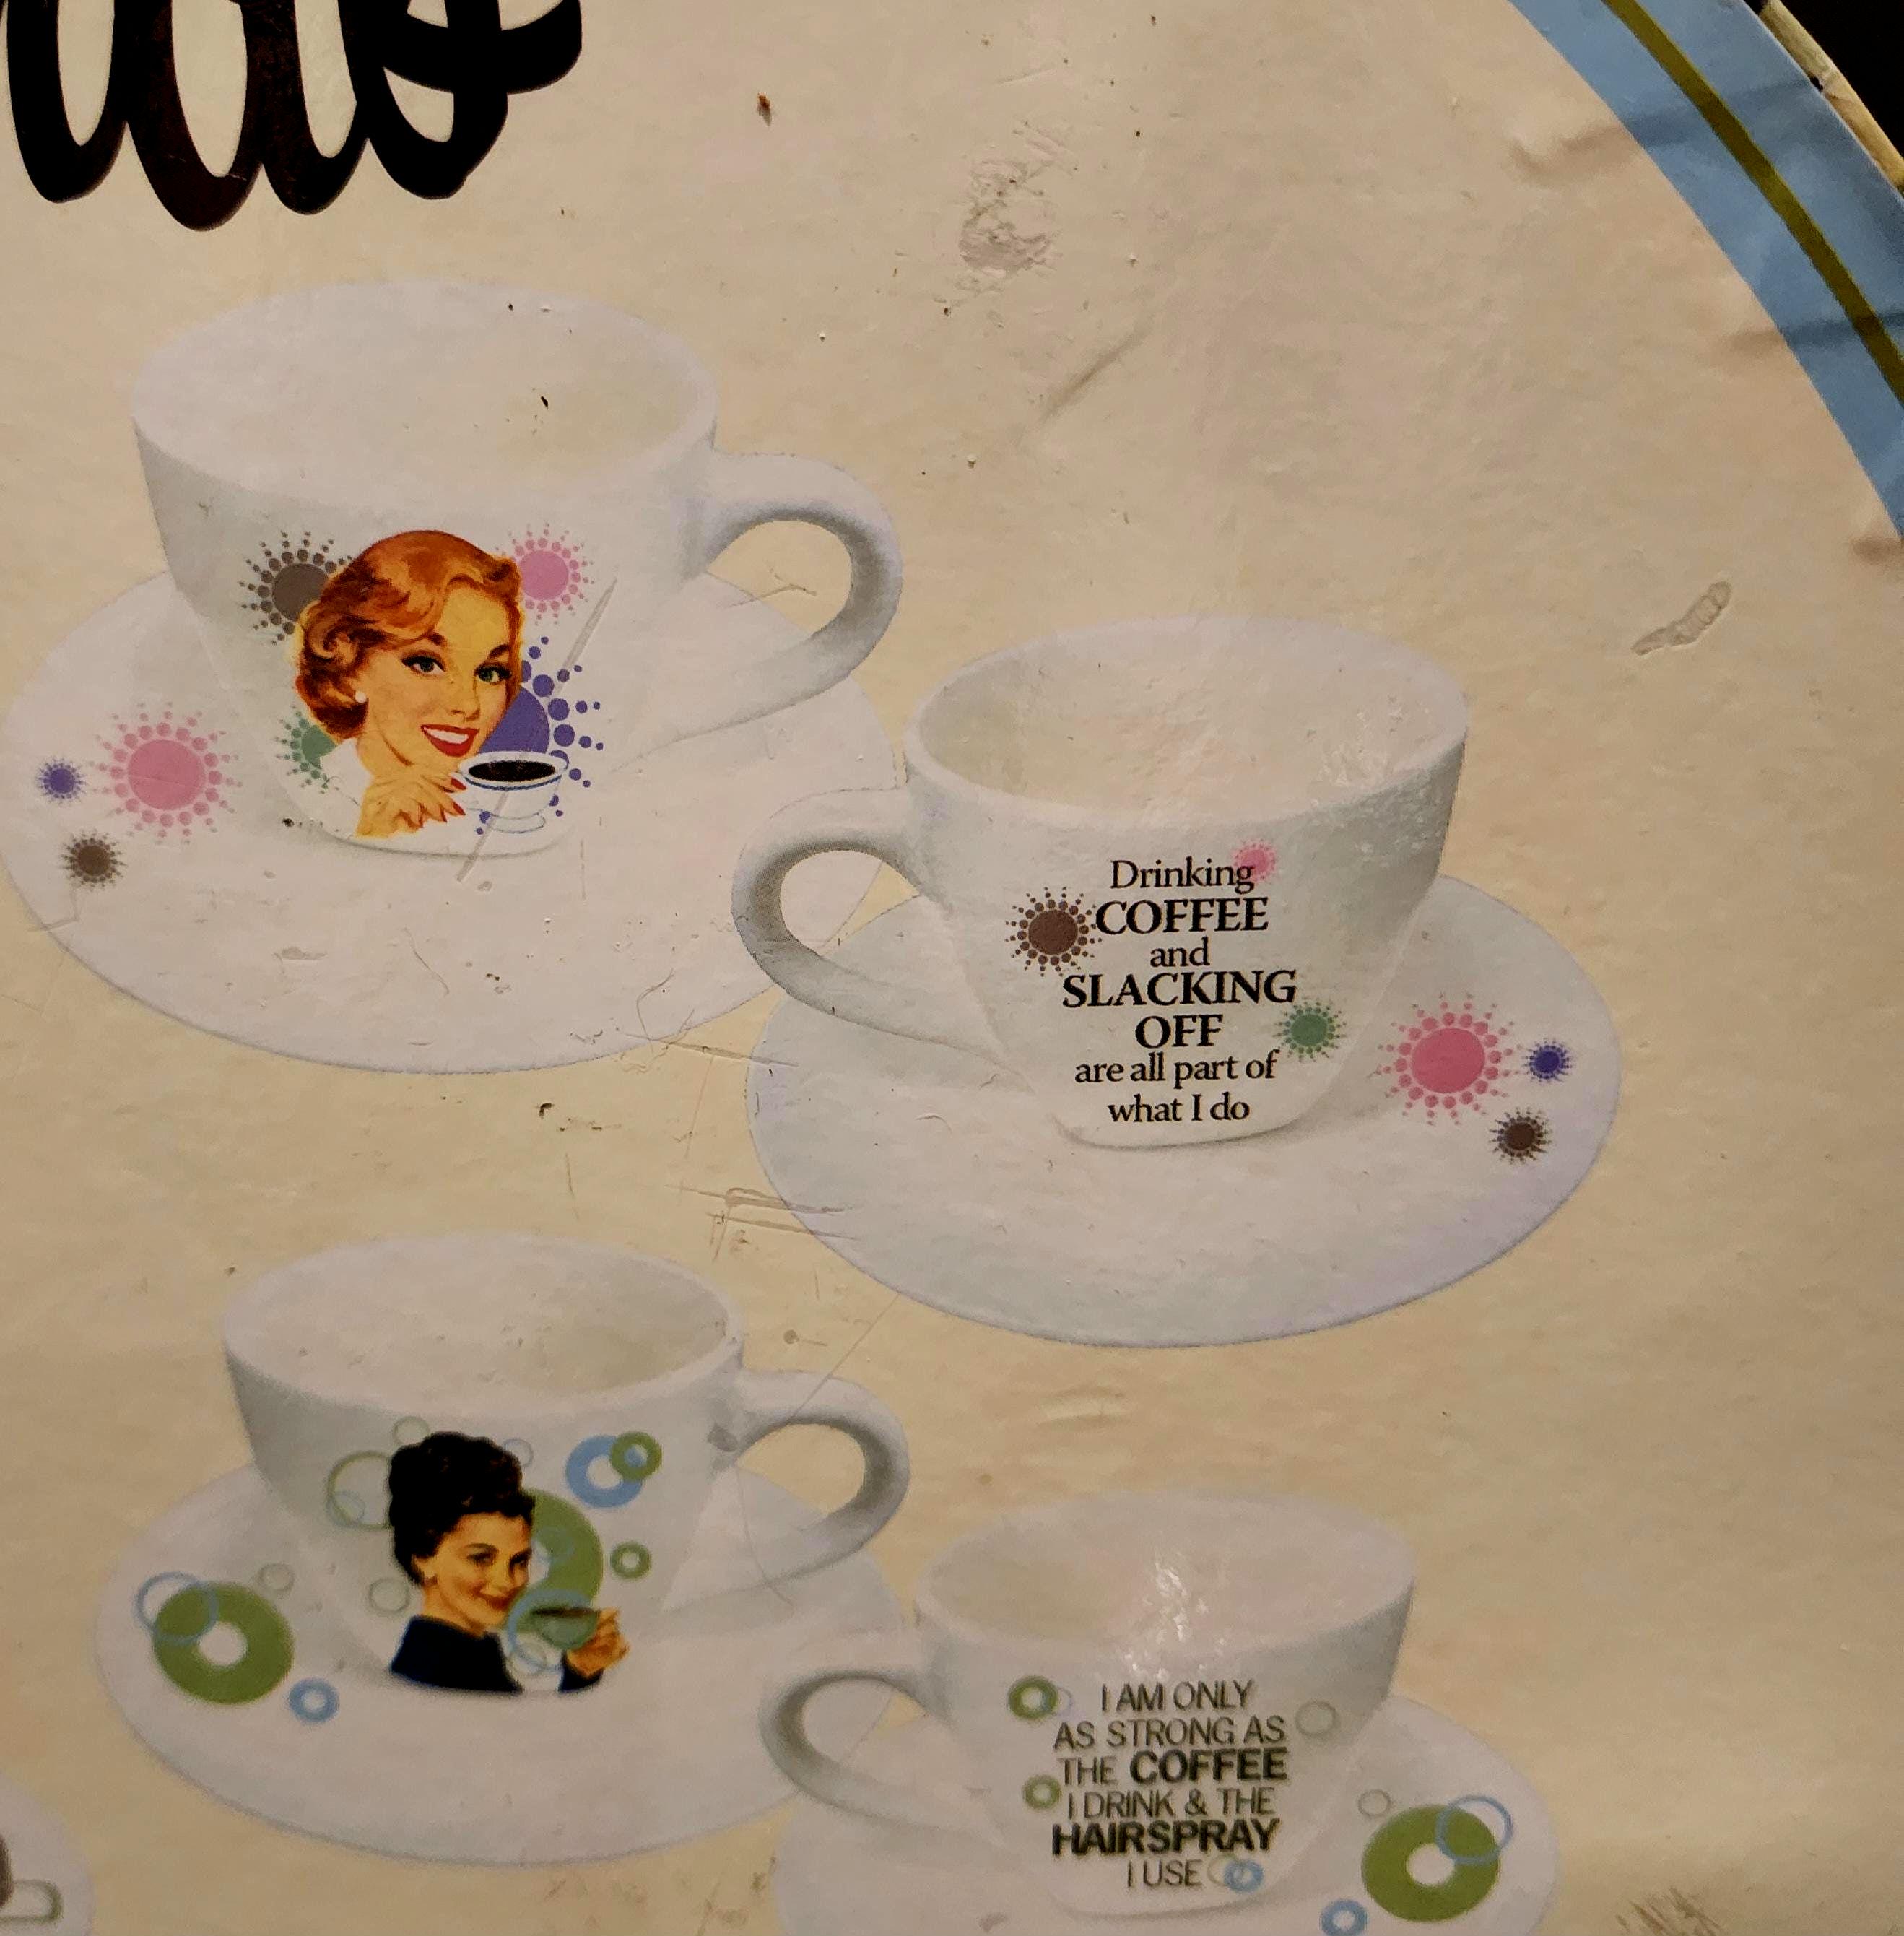 Drinking
COFFEE
and
SLACKING
OFF
are all part of
what I do
I AM ONLY
AS STRONG AS
THE COFFEE
I DRINK & THE
HAIRSPRAY
I USE